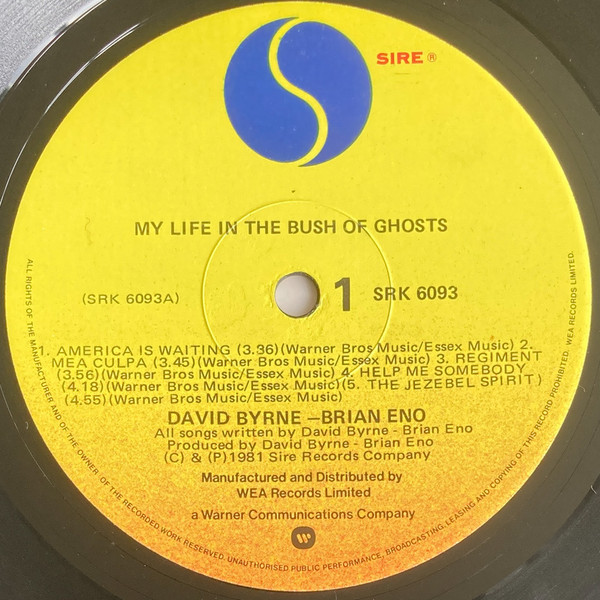 SIRE ®
MY LIFE IN THE BUSH OF GHOSTS
(SRK 6093A)
1
SRK 6093
1. AMERICA IS WAITING (3.36)(Warner Bros Music/Essex Music) 2.
MEA CULPA (3.45)(Warner Bros Music/Essex Music) 3. REGIMENT
(3.56)(Warner Bros Music/Essex Music) 4. HELP ME SOMEBODY
(4.18)(Warner Bros Music/Essex Music)(5. THE JEZEBEL SPIRIT)
(4.55)(Warner Bros Music/Essex Music)
DAVID BYRNE —BRIAN ENO
All songs written by David Byrne - Brian Eno
Produced by David Byrne - Brian Eno
(C) & (P)1981 Sire Records Company
Manufactured and Distributed by
WEA Records Limited
a Warner Communications Company
ALL RIGHTS OF THE MANUFACTURER AND OF THE OWNER OF THE RECORDED WORK RESERVED. UNAUTHORISED PUBLIC PERFORMANCE, BROADCASTING, LEASING AND COPYING OF THIS RECORD PROHIBITED. WEA RECORDS LIMITED.